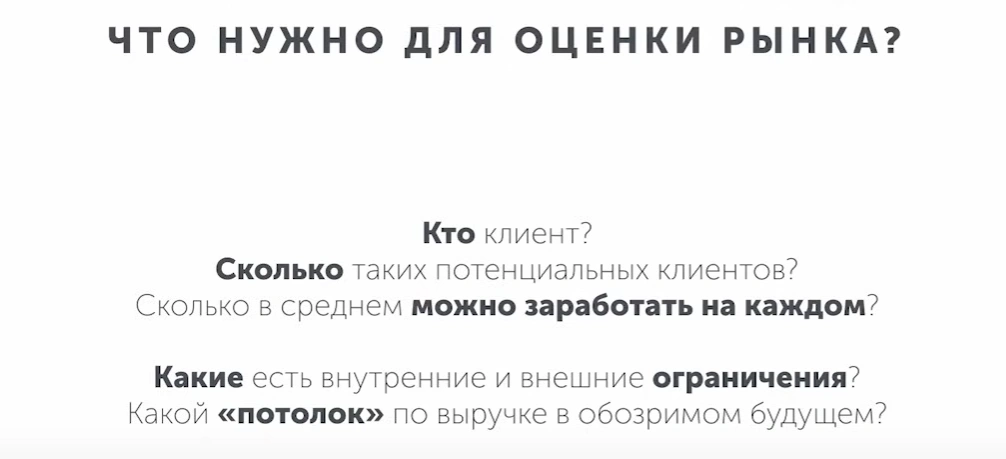 ЧТО НУЖНО ДЛЯ ОЦЕНКИ РЫНКА?
Кто клиент?
Сколько таких потенциальных клиентов?
Сколько в среднем можно заработать на каждом?
Какие есть внутренние и внешние ограничения?
Какой «потолок» по выручке в обозримом будущем?